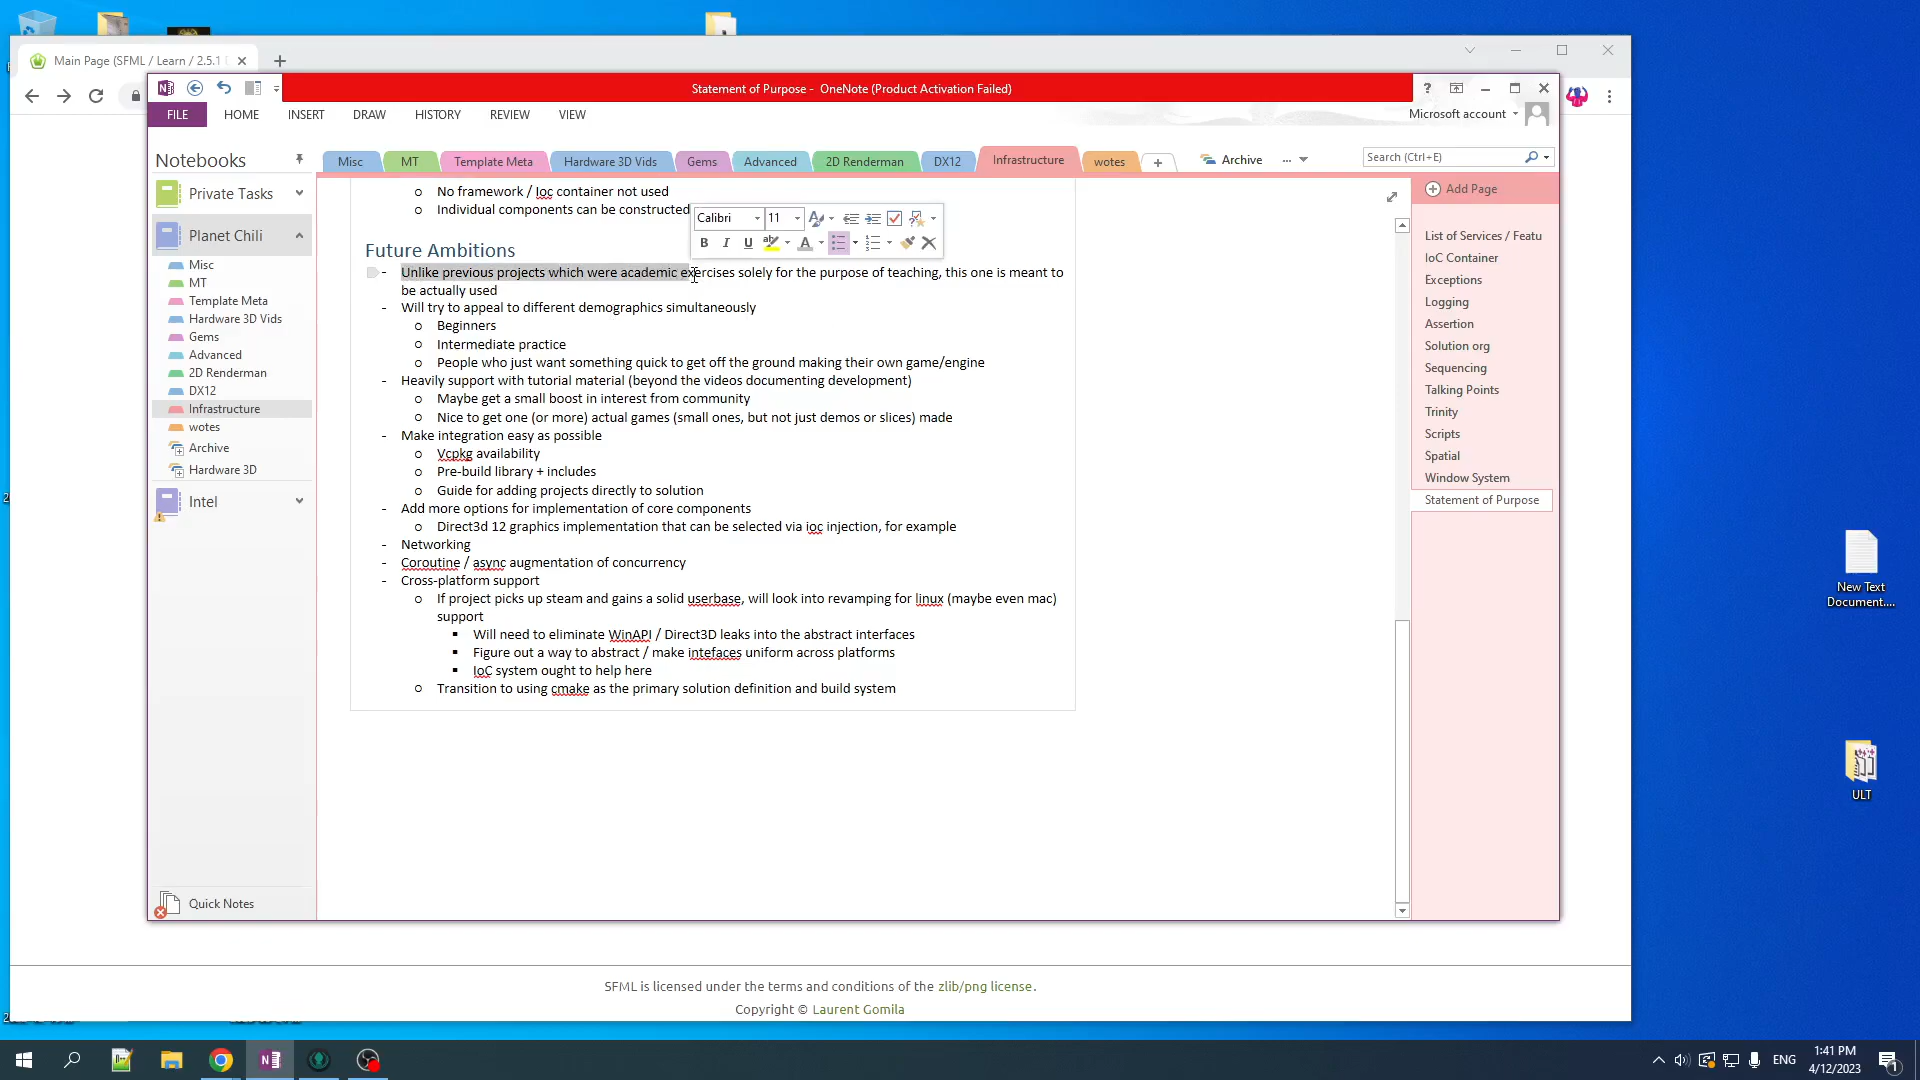 Main Page (SFML / Learn / 2.5.1
Statement of Purpose - OneNote (Product Activation Failed)
FILE HOME INSERT DRAW HISTORY REVIEW VIEW
Microsoft account
Notebooks
Misc MT Template Meta Hardware 3D Vids Gems Advanced 2D Renderman DX12 Infrastructure wotes + Archive ...
Search (Ctrl+E)
Private Tasks
Planet Chili
Misc
MT
Template Meta
Hardware 3D Vids
Gems
Advanced
2D Renderman
DX12
Infrastructure
wotes
Archive
Hardware 3D
Intel
Quick Notes
o No framework / Ioc container not used
o Individual components can be constructed
Calibri 11
B I U ab A
Future Ambitions
- Unlike previous projects which were academic exercises solely for the purpose of teaching, this one is meant to
be actually used
- Will try to appeal to different demographics simultaneously
o Beginners
o Intermediate practice
o People who just want something quick to get off the ground making their own game/engine
- Heavily support with tutorial material (beyond the videos documenting development)
o Maybe get a small boost in interest from community
o Nice to get one (or more) actual games (small ones, but not just demos or slices) made
- Make integration easy as possible
o Vcpkg availability
o Pre-build library + includes
o Guide for adding projects directly to solution
- Add more options for implementation of core components
o Direct3d 12 graphics implementation that can be selected via ioc injection, for example
- Networking
- Coroutine / async augmentation of concurrency
- Cross-platform support
o If project picks up steam and gains a solid userbase, will look into revamping for linux (maybe even mac)
support
▪ Will need to eliminate WinAPI / Direct3D leaks into the abstract interfaces
▪ Figure out a way to abstract / make intefaces uniform across platforms
▪ IoC system ought to help here
o Transition to using cmake as the primary solution definition and build system
Add Page
List of Services / Featu
IoC Container
Exceptions
Logging
Assertion
Solution org
Sequencing
Talking Points
Trinity
Scripts
Spatial
Window System
Statement of Purpose
New Text
Document....
ULT
SFML is licensed under the terms and conditions of the zlib/png license.
Copyright © Laurent Gomila
ENG
1:41 PM
4/12/2023
1